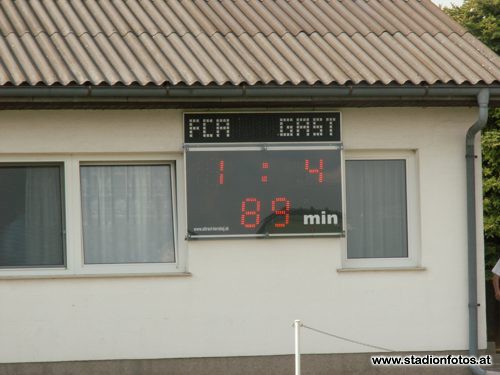 FCA GAST
1 : 4
89 min
www.stadionfotos.at